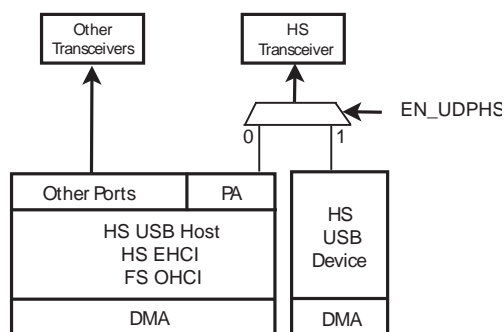 Other
Transceivers
HS
Transceiver
EN_UDPHS
0
1
Other Ports
PA
HS USB Host
HS EHCI
FS OHCI
DMA
HS
USB
Device
DMA